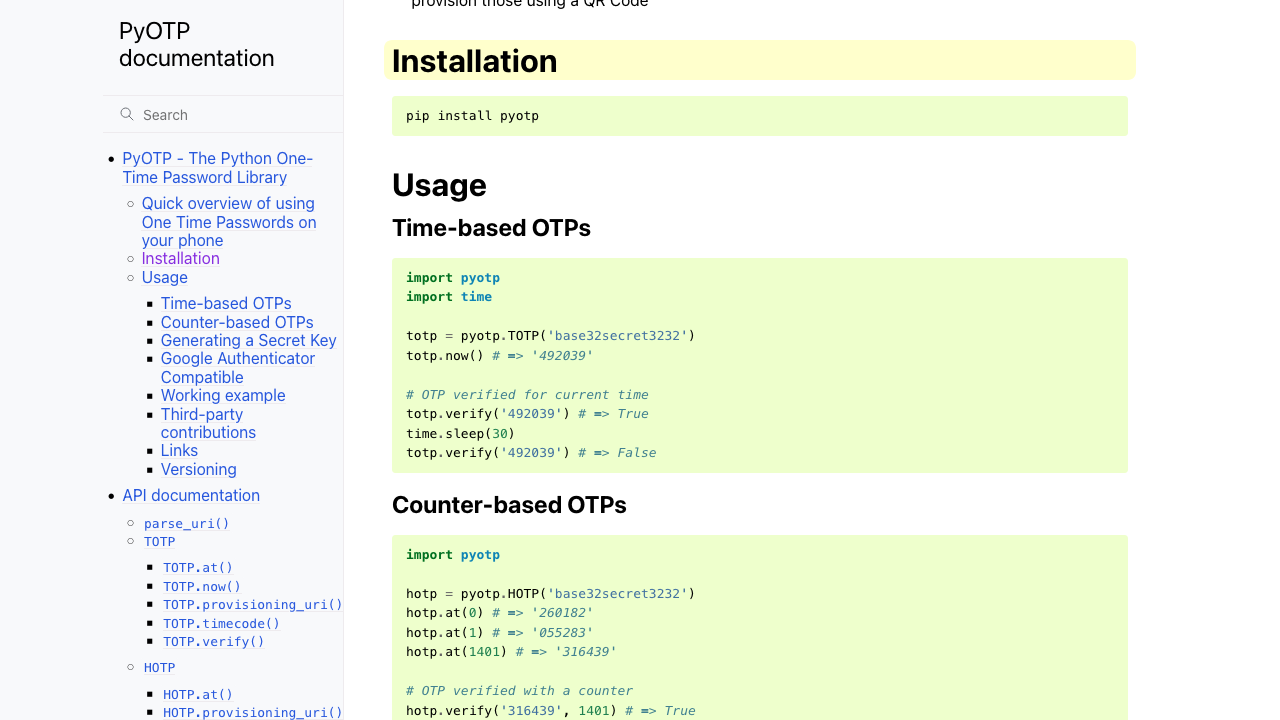 PyOTP
documentation
Search
PyOTP - The Python One-
Time Password Library
Quick overview of using
One Time Passwords on
your phone
Installation
Usage
Time-based OTPs
Counter-based OTPs
Generating a Secret Key
Google Authenticator
Compatible
Working example
Third-party
contributions
Links
Versioning
API documentation
parse_uri()
TOTP
TOTP.at()
TOTP.now()
TOTP.provisioning_uri()
TOTP.timecode()
TOTP.verify()
HOTP
HOTP.at()
HOTP.provisioning_uri()
provision those using a QR Code
Installation
pip install pyotp
Usage
Time-based OTPs
import pyotp
import time
totp = pyotp.TOTP('base32secret3232')
totp.now() # => '492039'
# OTP verified for current time
totp.verify('492039') # => True
time.sleep(30)
totp.verify('492039') # => False
Counter-based OTPs
import pyotp
hotp = pyotp.HOTP('base32secret3232')
hotp.at(0) # => '260182'
hotp.at(1) # => '055283'
hotp.at(1401) # => '316439'
# OTP verified with a counter
hotp.verify('316439', 1401) # => True